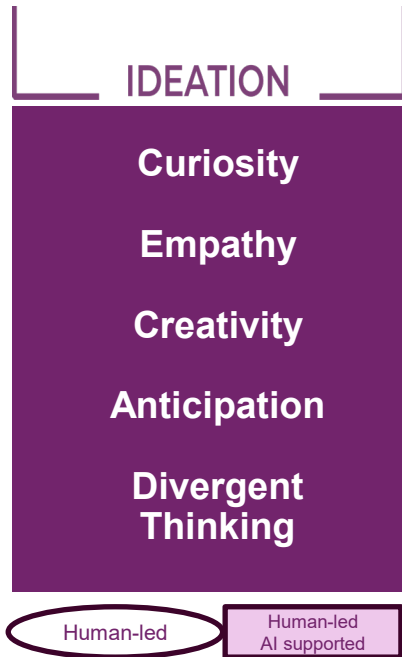 IDEATION
Curiosity
Empathy
Creativity
Anticipation
Divergent
Thinking
Human-led
Human-led
AI supported